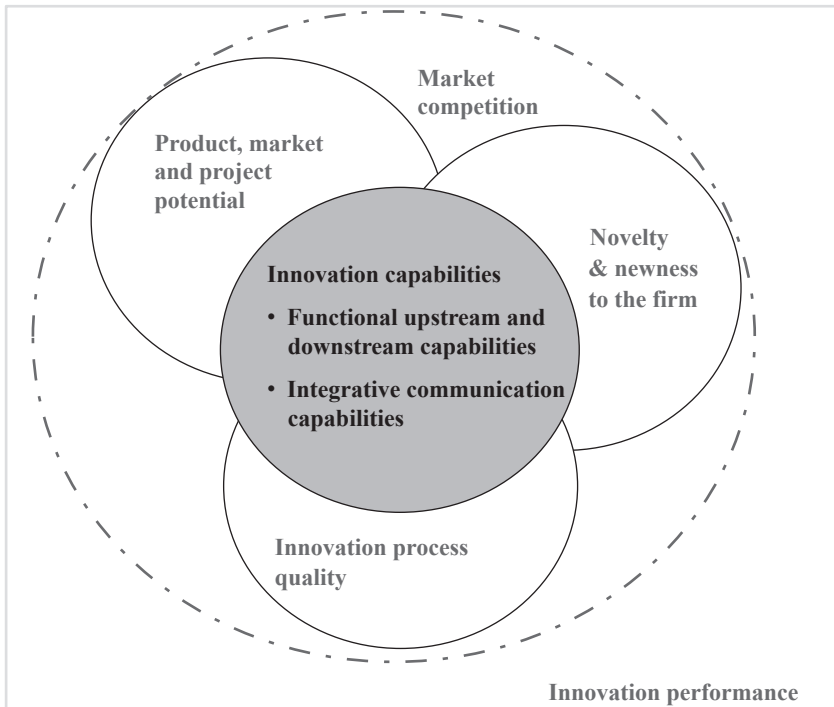 Market
competition
Product, market
and project
potential
Novelty
& newness
to the firm
Innovation capabilities
• Functional upstream and
downstream capabilities
• Integrative communication
capabilities
Innovation process
quality
Innovation performance